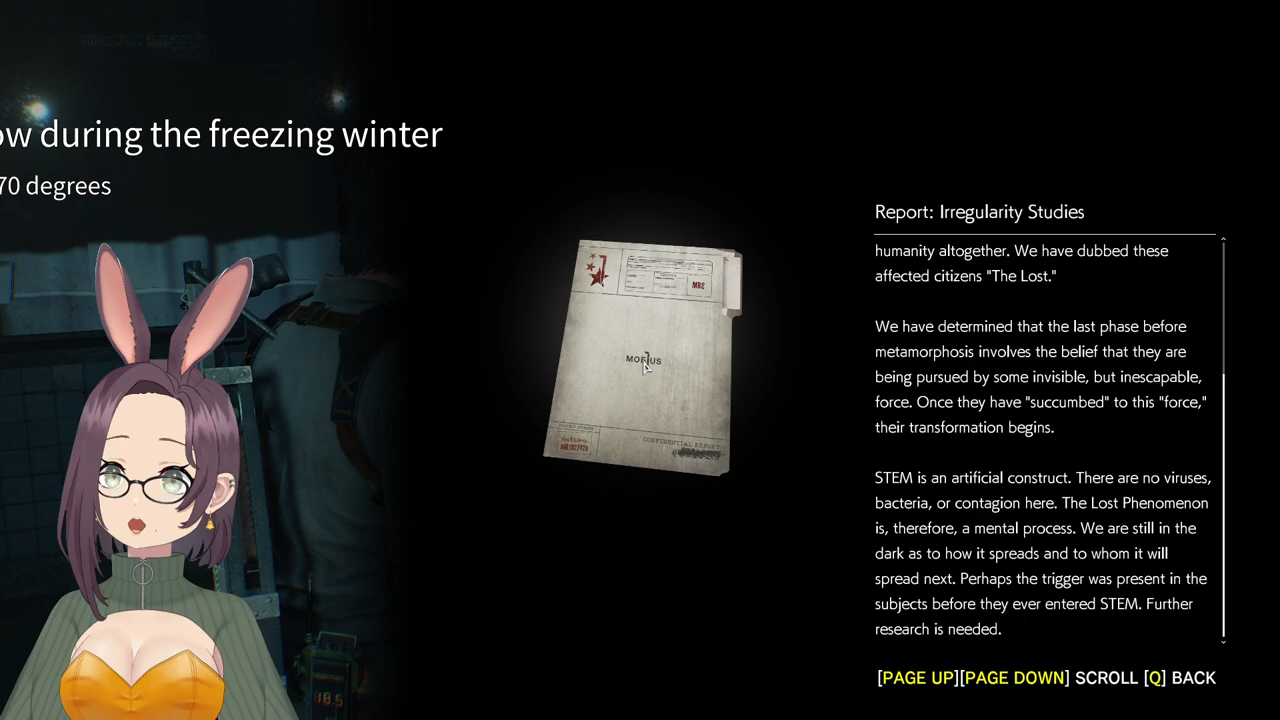 ow during the freezing winter
70 degrees
Report: Irregularity Studies
humanity altogether. We have dubbed these
affected citizens "The Lost."
We have determined that the last phase before
metamorphosis involves the belief that they are
being pursued by some invisible, but inescapable,
force. Once they have "succumbed" to this "force,"
their transformation begins.
STEM is an artificial construct. There are no viruses,
bacteria, or contagion here. The Lost Phenomenon
is, therefore, a mental process. We are still in the
dark as to how it spreads and to whom it will
spread next. Perhaps the trigger was present in the
subjects before they ever entered STEM. Further
research is needed.
MBS
MOBIUS
CONFIDENTIAL REPORT
18.5
[PAGE UP][PAGE DOWN] SCROLL [Q] BACK